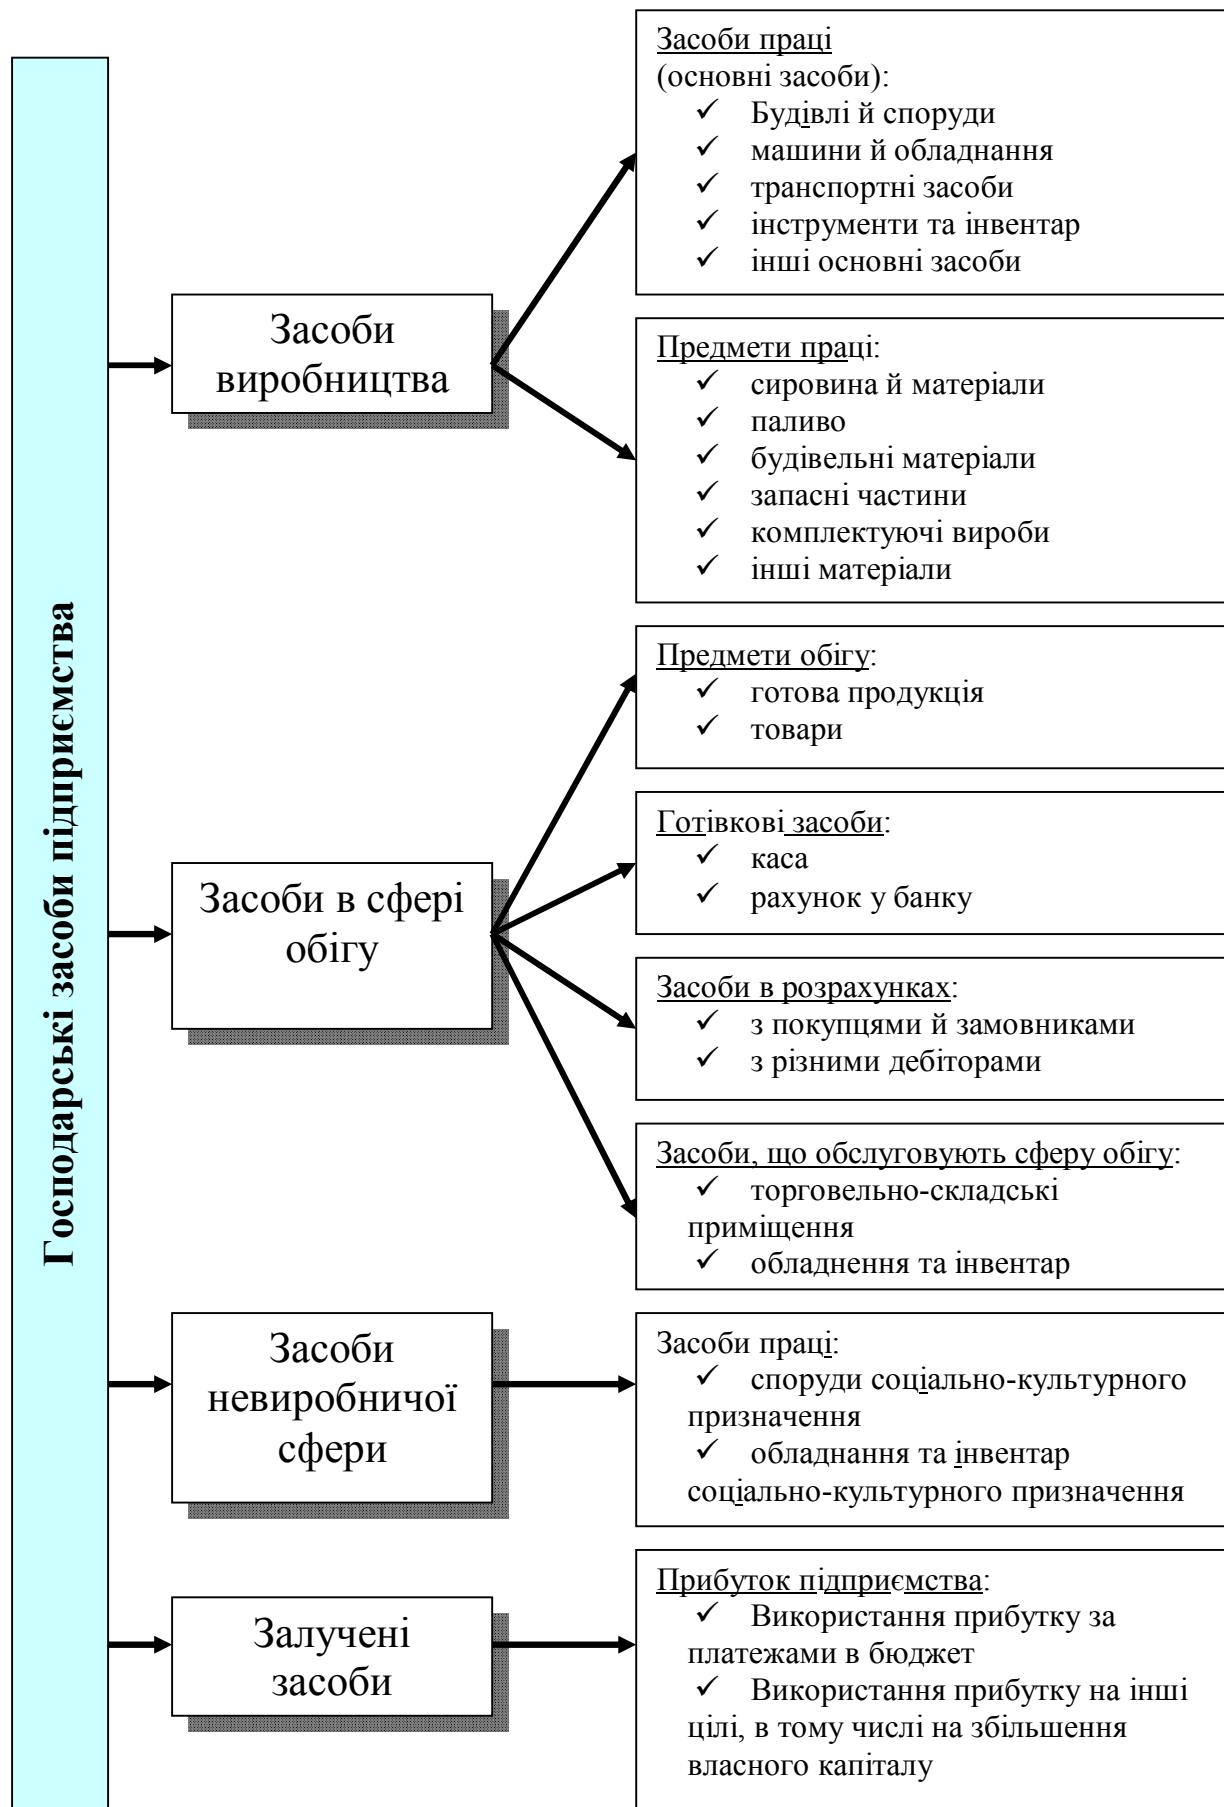 Господарські засоби підприємства
Засоби
виробництва
Засоби праці
(основні засоби):
✓ Будівлі й споруди
✓ машини й обладнання
✓ транспортні засоби
✓ інструменти та інвентар
✓ інші основні засоби
Предмети праці:
✓ сировина й матеріали
✓ паливо
✓ будівельні матеріали
✓ запасні частини
✓ комплектуючі вироби
✓ інші матеріали
Засоби в сфері
обігу
Предмети обігу:
✓ готова продукція
✓ товари
Готівкові засоби:
✓ каса
✓ рахунок у банку
Засоби в розрахунках:
✓ з покупцями й замовниками
✓ з різними дебіторами
Засоби, що обслуговують сферу обігу:
✓ торговельно-складські
приміщення
✓ обладнення та інвентар
Засоби
невиробничої
сфери
Засоби праці:
✓ споруди соціально-культурного
призначення
✓ обладнання та інвентар
соціально-культурного призначення
Залучені
засоби
Прибуток підприємства:
✓ Використання прибутку за
платежами в бюджет
✓ Використання прибутку на інші
цілі, в тому числі на збільшення
власного капіталу